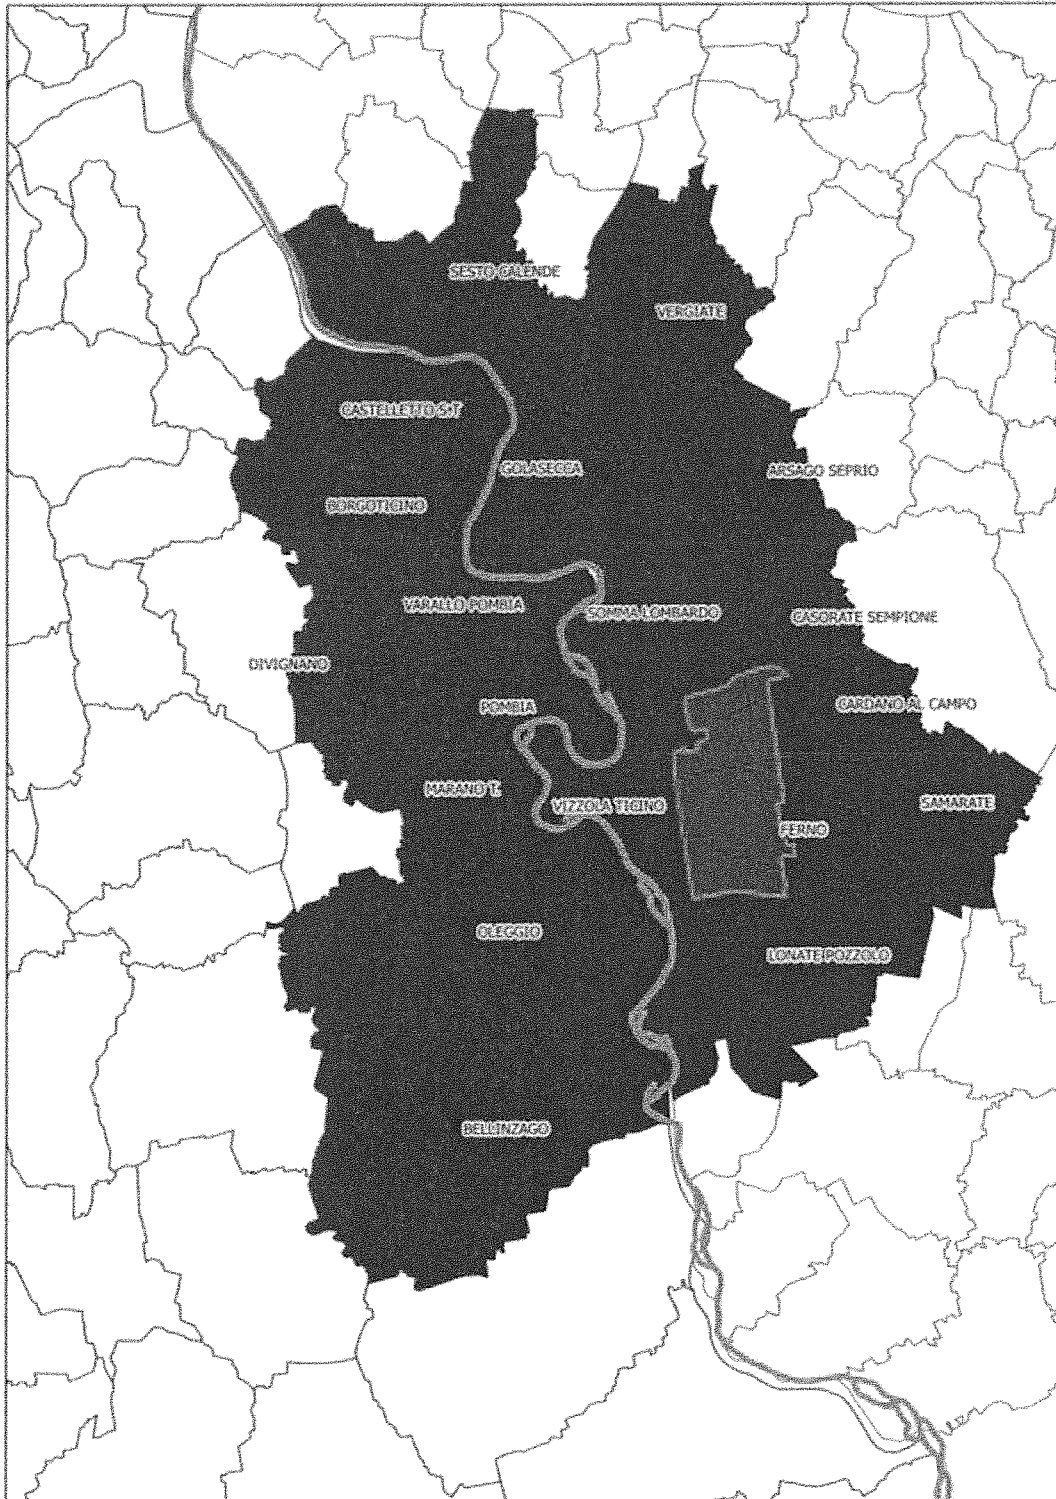 SESTO CALENDE
VERGIATE
CASTELLETTO S.T
GOLASECCA
ARSAGO SEPRIO
BORGOTICINO
VARALLO POMBIA
SOMMA LOMBARDO
CASORATE SEMPIONE
DIVIGNANO
POMBIA
CARDANO AL CAMPO
MARANO T.
VIZZOLA TICINO
SAMARATE
FERNO
OLEGGIO
LONATE POZZOLO
BELLINZAGO